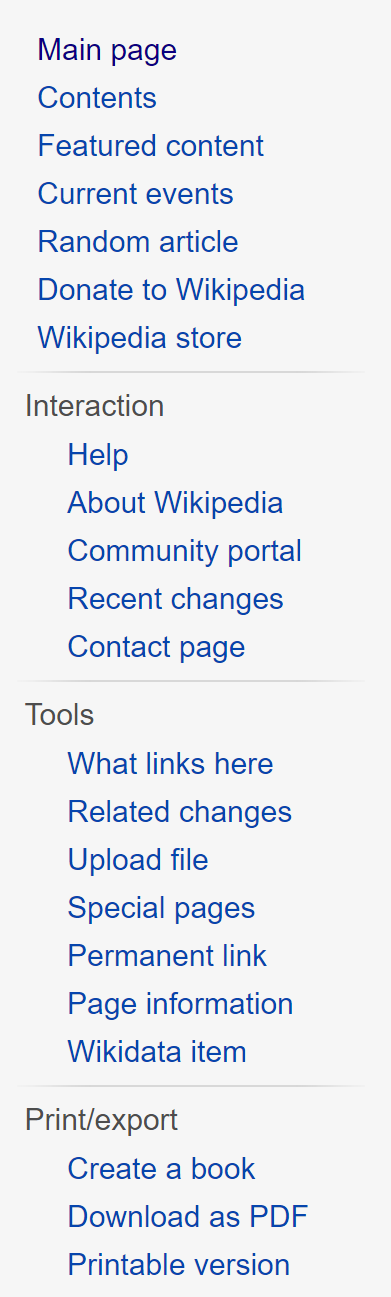 Main page
Contents
Featured content
Current events
Random article
Donate to Wikipedia
Wikipedia store
Interaction
Help
About Wikipedia
Community portal
Recent changes
Contact page
Tools
What links here
Related changes
Upload file
Special pages
Permanent link
Page information
Wikidata item
Print/export
Create a book
Download as PDF
Printable version